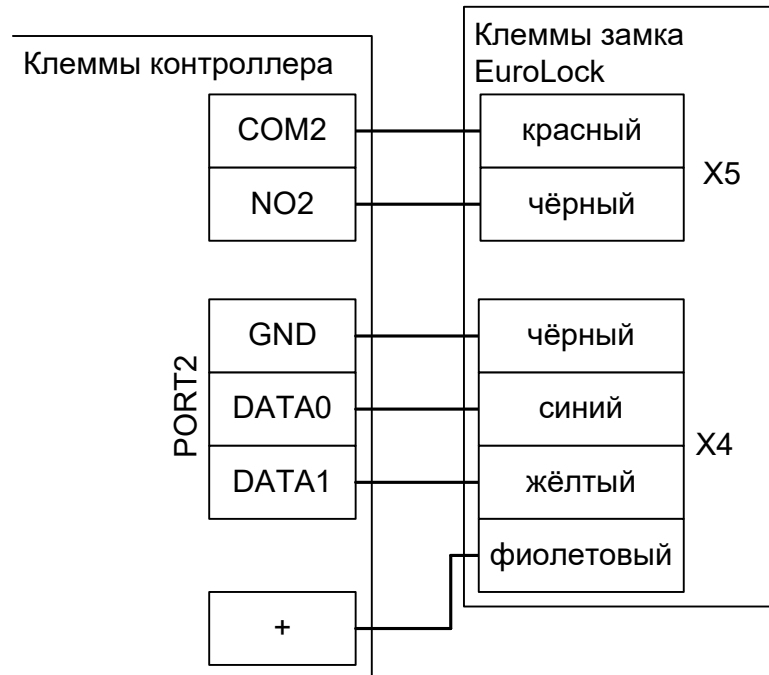 Клеммы контроллера
Клеммы замка
EuroLock
COM2
красный
NO2
чёрный
X5
PORT2
GND
чёрный
DATA0
синий
DATA1
жёлтый
фиолетовый
X4
+